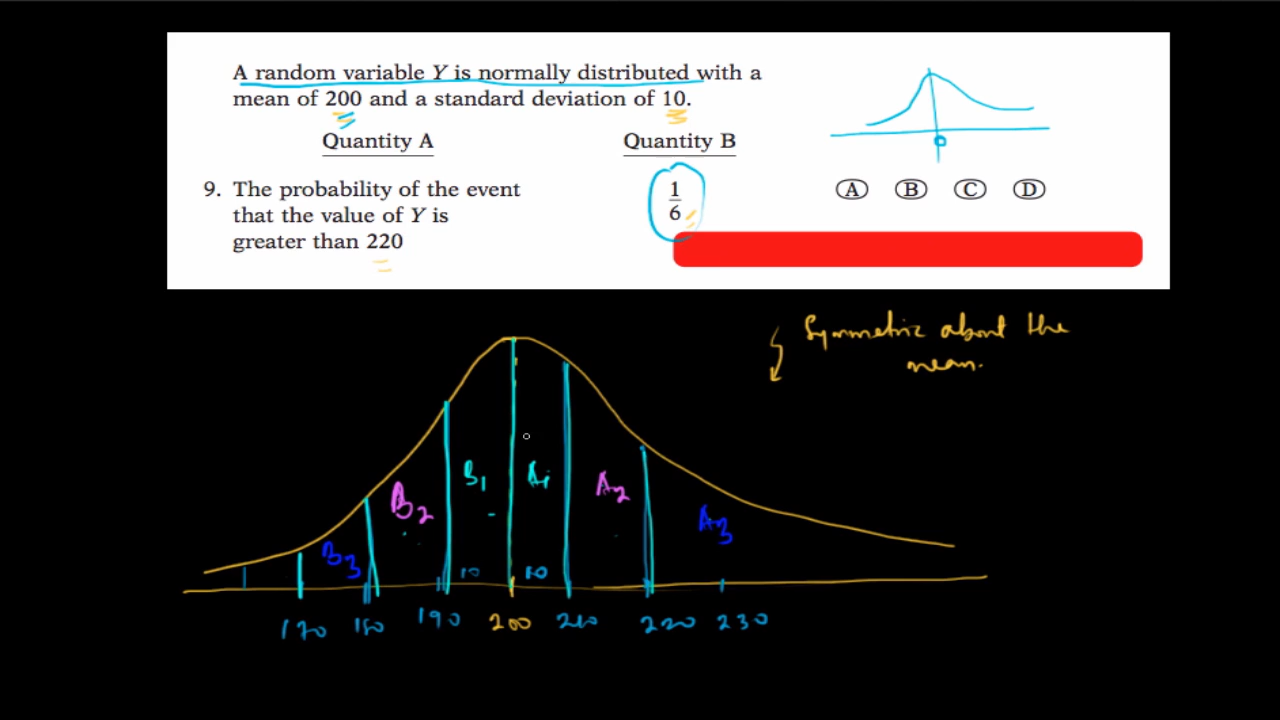 A random variable Y is normally distributed with a
mean of 200 and a standard deviation of 10.
Quantity A Quantity B
9. The probability of the event
that the value of Y is
greater than 220
1
6
A B C D
0
Symmetric about the
mean.
B3 B2 B1 A1 A2 A3
10 10
170 180 190 200 210 220 230